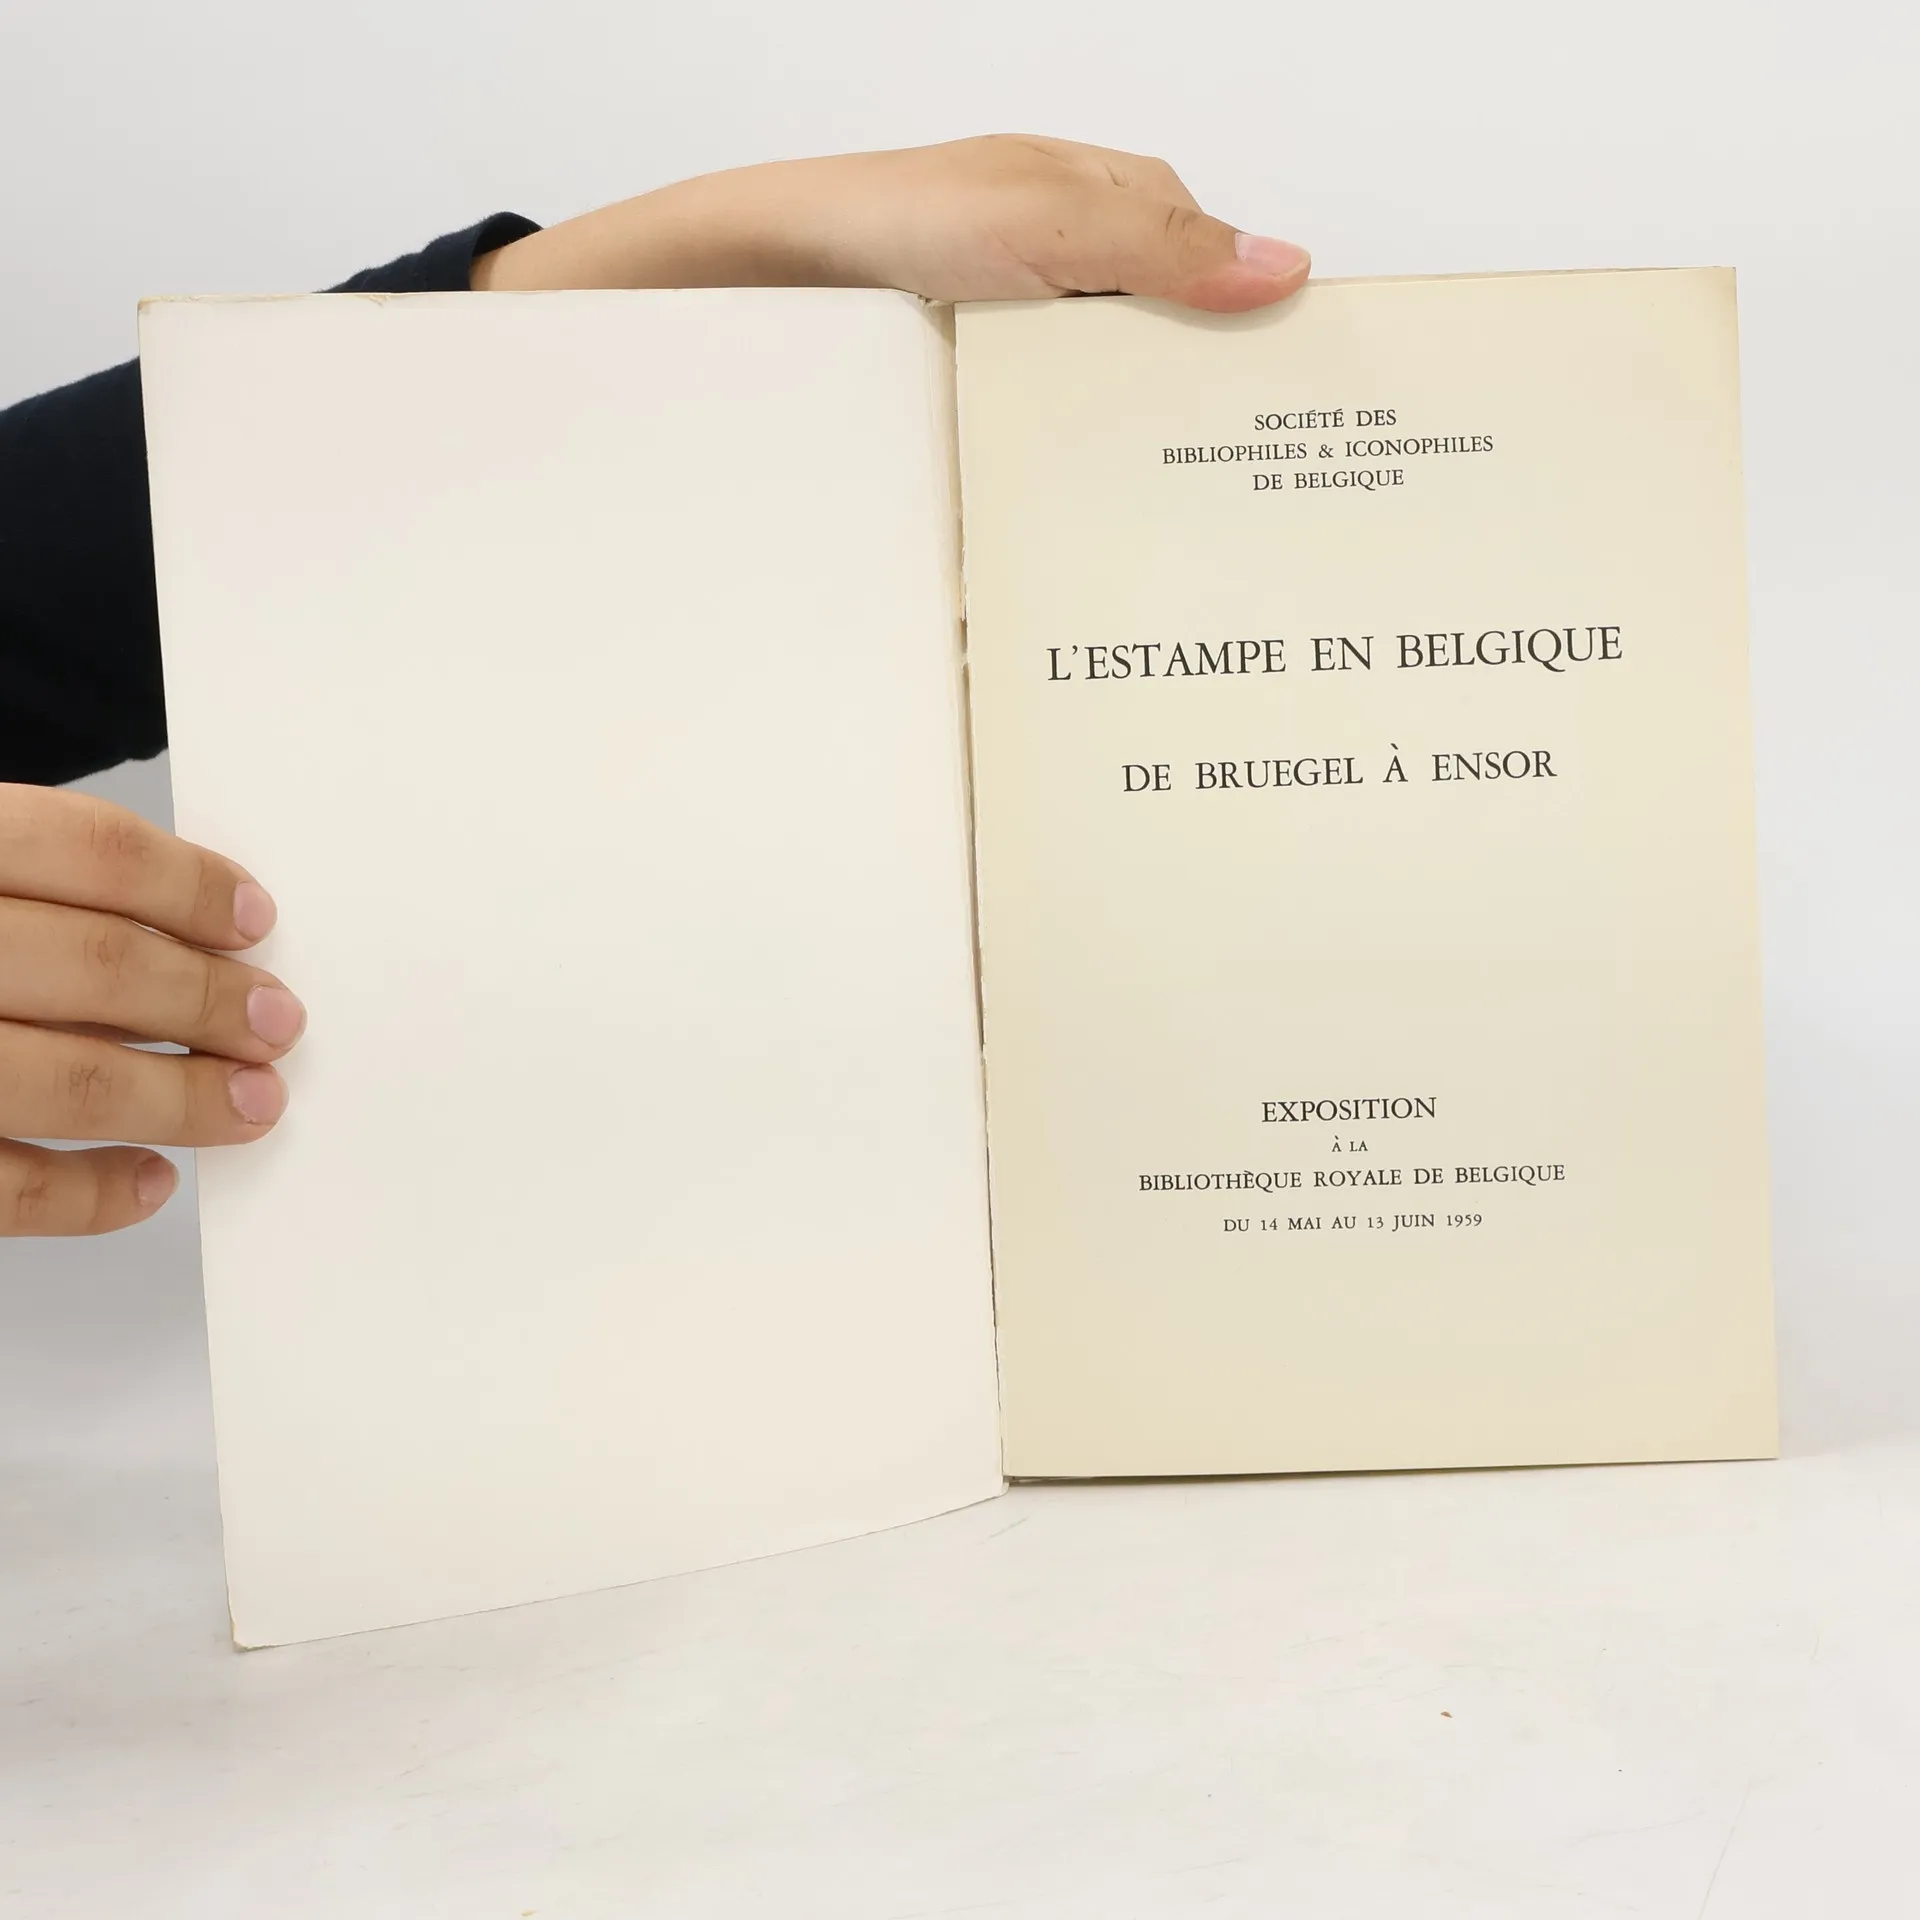 SOCIÉTÉ DES
BIBLIOPHILES & ICONOPHILES
DE BELGIQUE
L'ESTAMPE EN BELGIQUE
DE BRUEGEL À ENSOR
EXPOSITION
À LA
BIBLIOTHÈQUE ROYALE DE BELGIQUE
DU 14 MAI AU 13 JUIN 1959